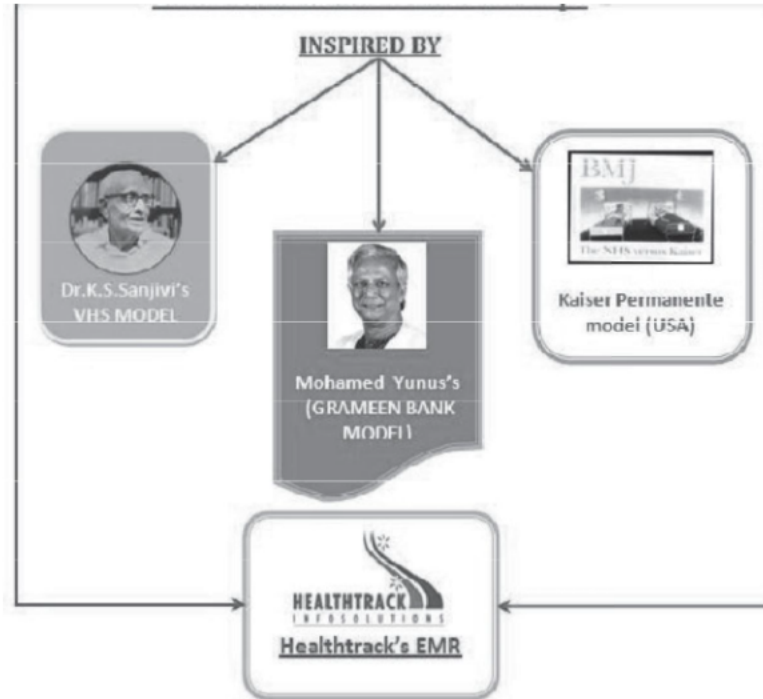 INSPIRED BY
Dr.K.S.Sanjivi's
VHS MODEL
Mohamed Yunus's
(GRAMEEN BANK
MODEL)
BMJ
The NHS versus Kaiser
Kaiser Permanente
model (USA)
HEALTHTRACK
INFOSOLUTIONS
Healthtrack's EMR